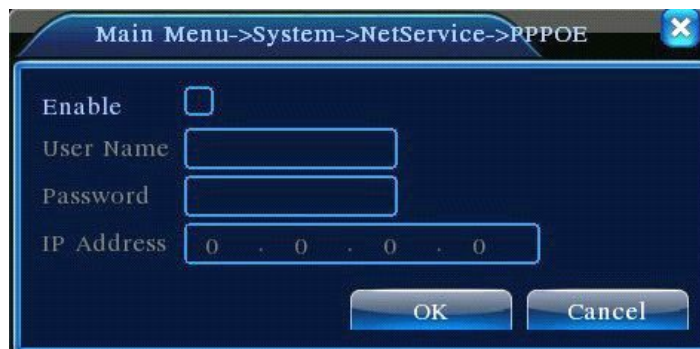 Main Menu->System->NetService->PPPOE
Enable
User Name
Password
IP Address 0 . 0 . 0 . 0
OK Cancel